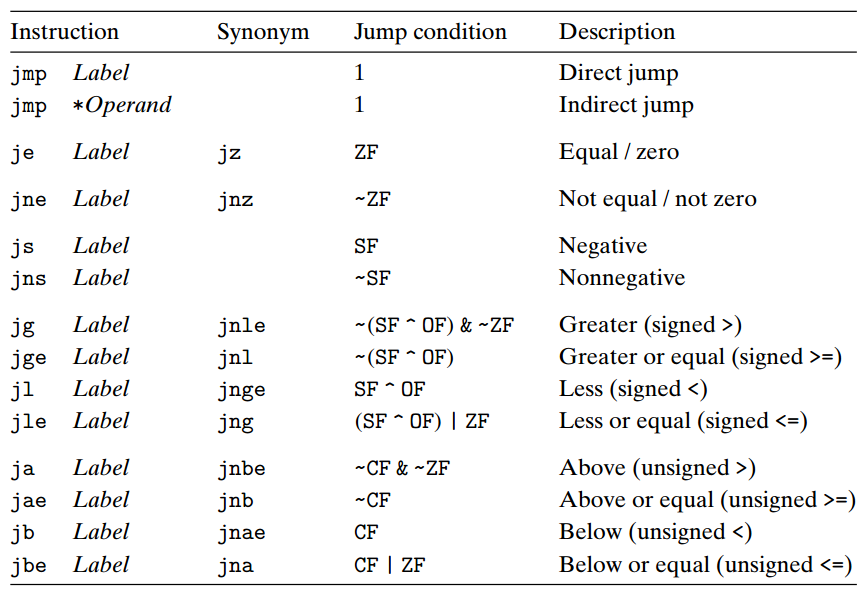 Instruction Synonym Jump condition Description
jmp Label 1 Direct jump
jmp *Operand 1 Indirect jump
je Label jz ZF Equal / zero
jne Label jnz ~ZF Not equal / not zero
js Label SF Negative
jns Label ~SF Nonnegative
jg Label jnle ~(SF ^ OF) & ~ZF Greater (signed >)
jge Label jnl ~(SF ^ OF) Greater or equal (signed >=)
jl Label jnge SF ^ OF Less (signed <)
jle Label jng (SF ^ OF) | ZF Less or equal (signed <=)
ja Label jnbe ~CF & ~ZF Above (unsigned >)
jae Label jnb ~CF Above or equal (unsigned >=)
jb Label jnae CF Below (unsigned <)
jbe Label jna CF | ZF Below or equal (unsigned <=)